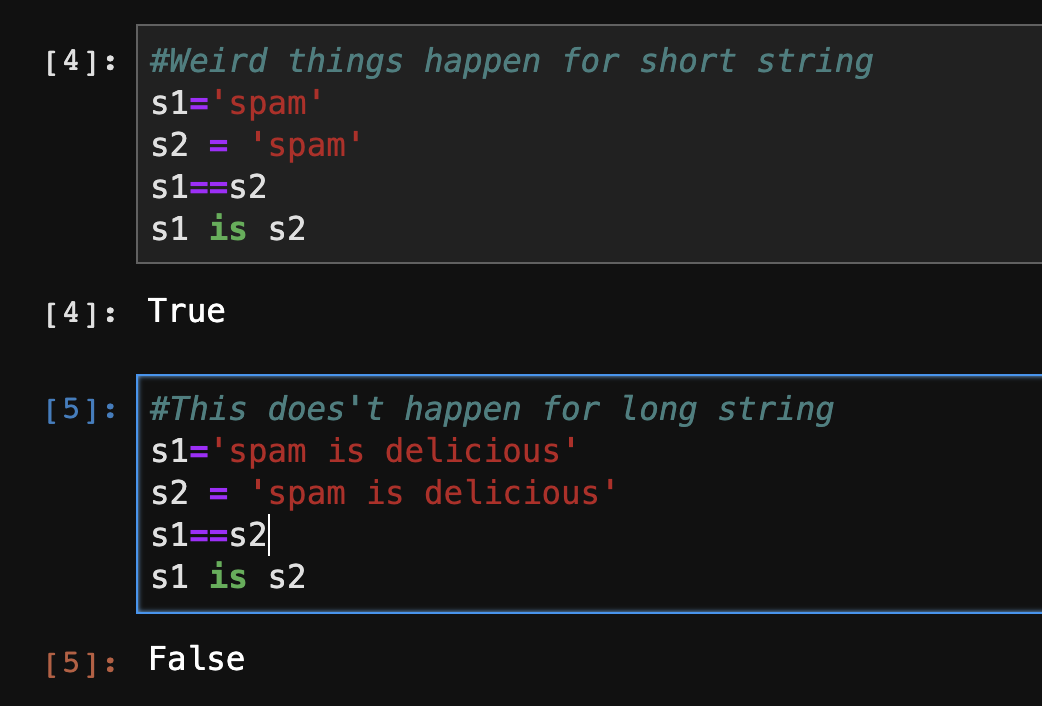 [4]: #Weird things happen for short string
s1='spam'
s2 = 'spam'
s1==s2
s1 is s2
[4]: True
[5]: #This does't happen for long string
s1='spam is delicious'
s2 = 'spam is delicious'
s1==s2
s1 is s2
[5]: False